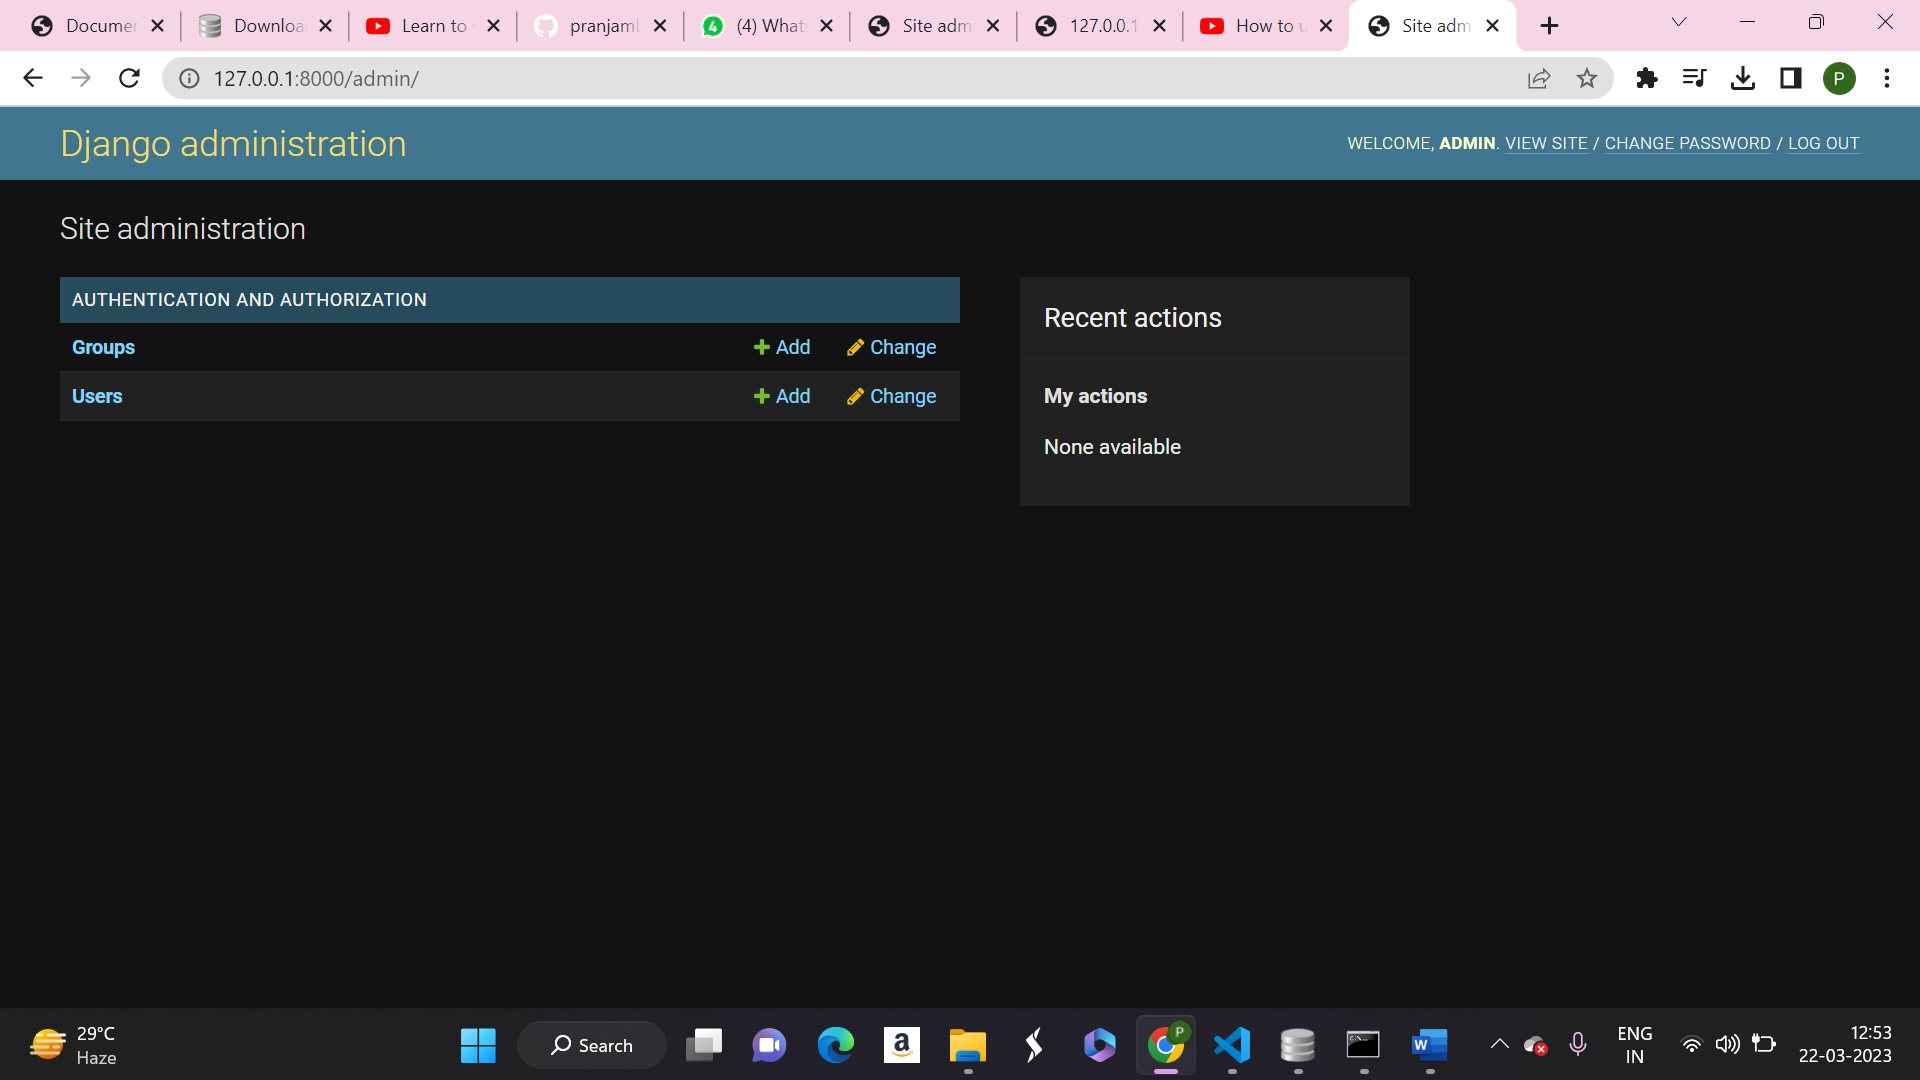 Documen
Downloa
Learn to
pranjamb
(4) Whats
Site adm
127.0.0.1
How to u
Site adm
127.0.0.1:8000/admin/
P
Django administration
WELCOME, ADMIN. VIEW SITE / CHANGE PASSWORD / LOG OUT
Site administration
AUTHENTICATION AND AUTHORIZATION
Groups
Add
Change
Users
Add
Change
Recent actions
My actions
None available
29°C
Haze
Search
ENG
IN
12:53
22-03-2023